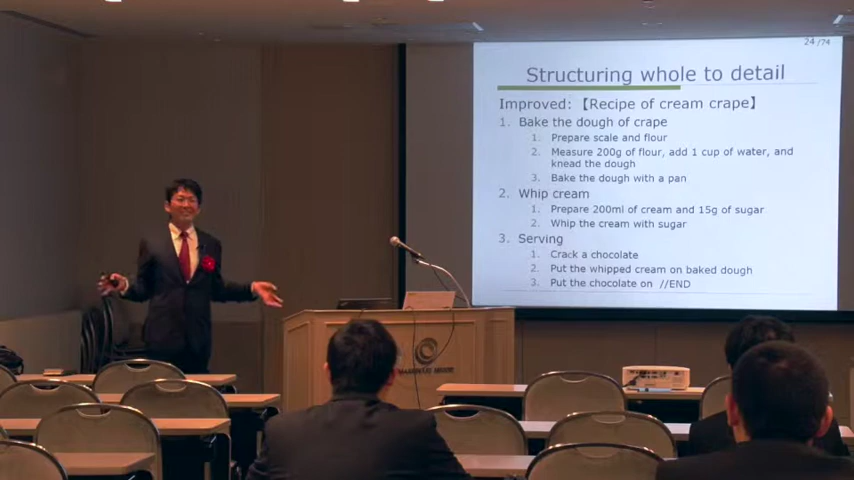 24/74
Structuring whole to detail
Improved: 【Recipe of cream crape】
1. Bake the dough of crape
1. Prepare scale and flour
2. Measure 200g of flour, add 1 cup of water, and
knead the dough
3. Bake the dough with a pan
2. Whip cream
1. Prepare 200ml of cream and 15g of sugar
2. Whip the cream with sugar
3. Serving
1. Crack a chocolate
2. Put the whipped cream on baked dough
3. Put the chocolate on //END